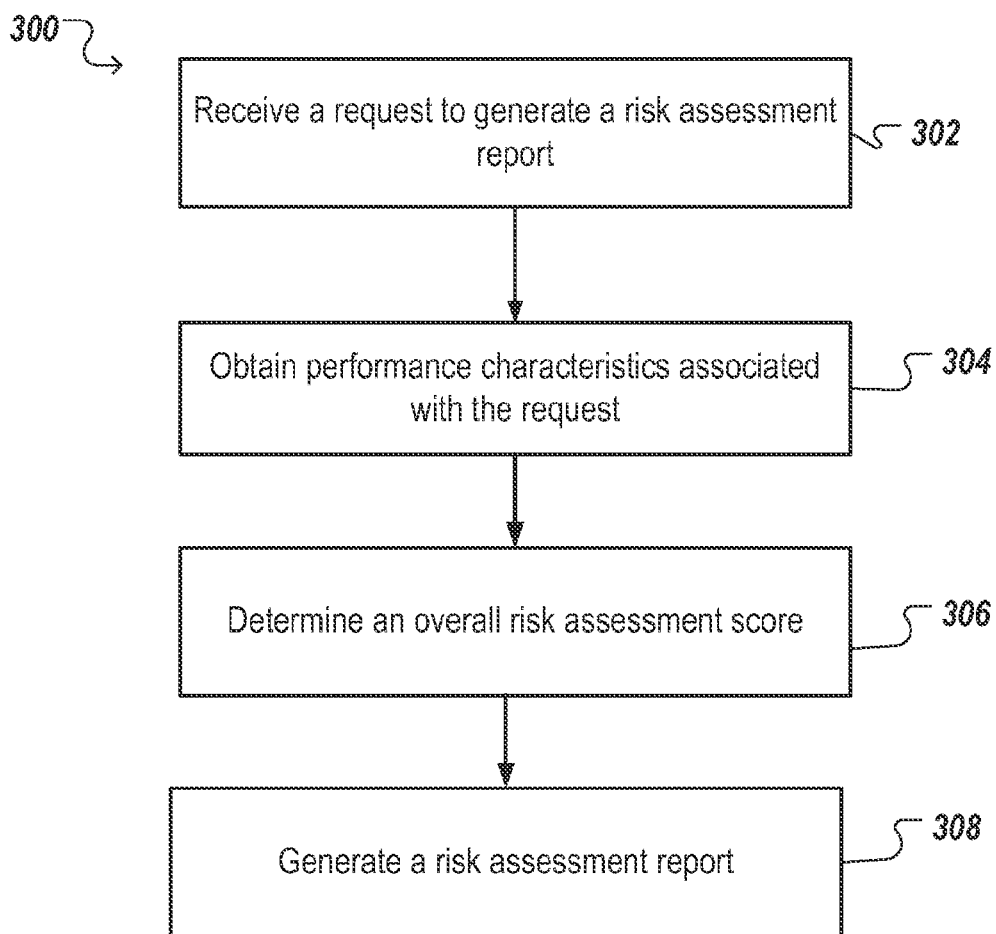 300
Receive a request to generate a risk assessment
report
302
Obtain performance characteristics associated
with the request
304
Determine an overall risk assessment score
306
Generate a risk assessment report
308